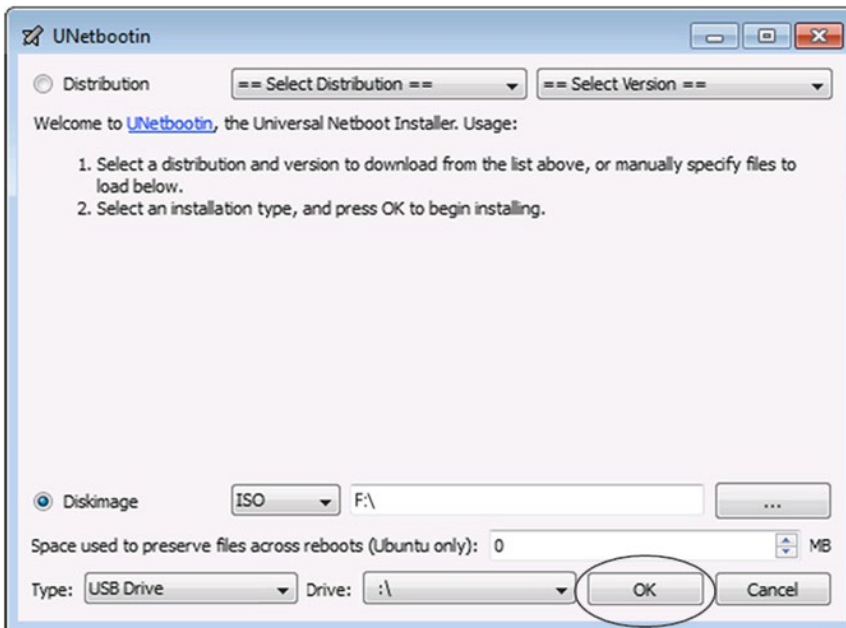 UNetbootin
Distribution == Select Distribution == == Select Version ==
Welcome to UNetbootin, the Universal Netboot Installer. Usage:
1. Select a distribution and version to download from the list above, or manually specify files to
load below.
2. Select an installation type, and press OK to begin installing.
Diskimage ISO F:\ ...
Space used to preserve files across reboots (Ubuntu only): 0 MB
Type: USB Drive Drive: :\ OK Cancel